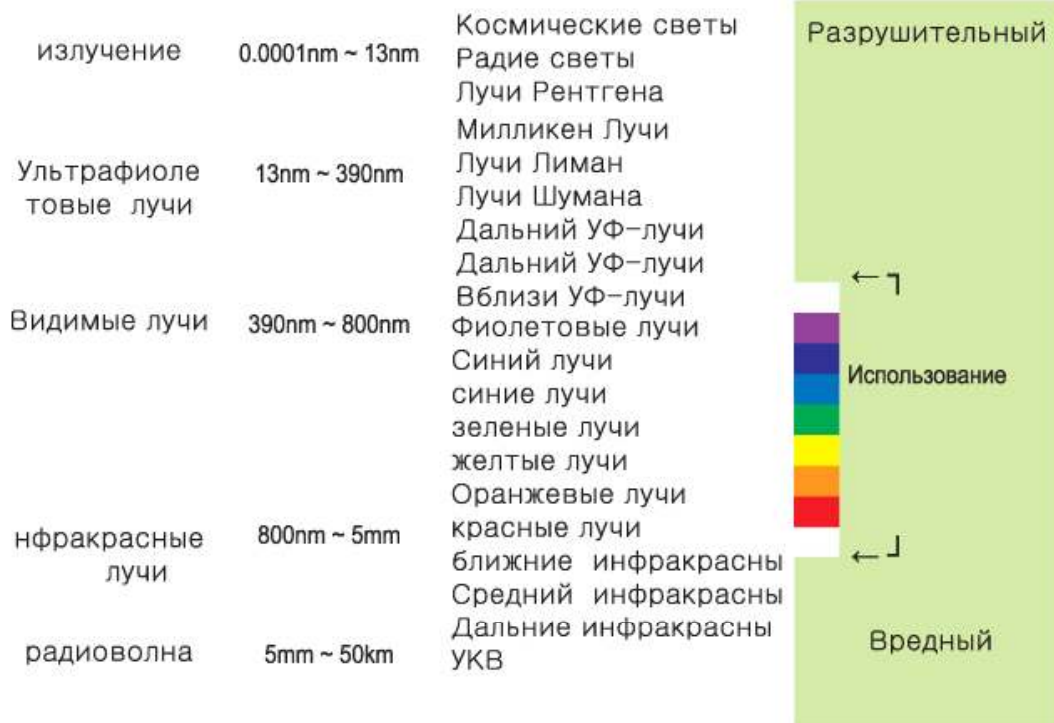 излучение
0.0001nm ~ 13nm
Космические светы
Радие светы
Лучи Рентгена
Разрушительный
Ультрафиоле
товые лучи
13nm ~ 390nm
Милликен Лучи
Лучи Лиман
Лучи Шумана
Дальний УФ-лучи
Дальний УФ-лучи
Вблизи УФ-лучи
Видимые лучи
390nm ~ 800nm
Фиолетовые лучи
Синий лучи
синие лучи
зеленые лучи
желтые лучи
Оранжевые лучи
красные лучи
Использование
нфракрасные
лучи
800nm ~ 5mm
ближние инфракрасны
Средний инфракрасны
Дальние инфракрасны
радиоволна
5mm ~ 50km
УКВ
Вредный